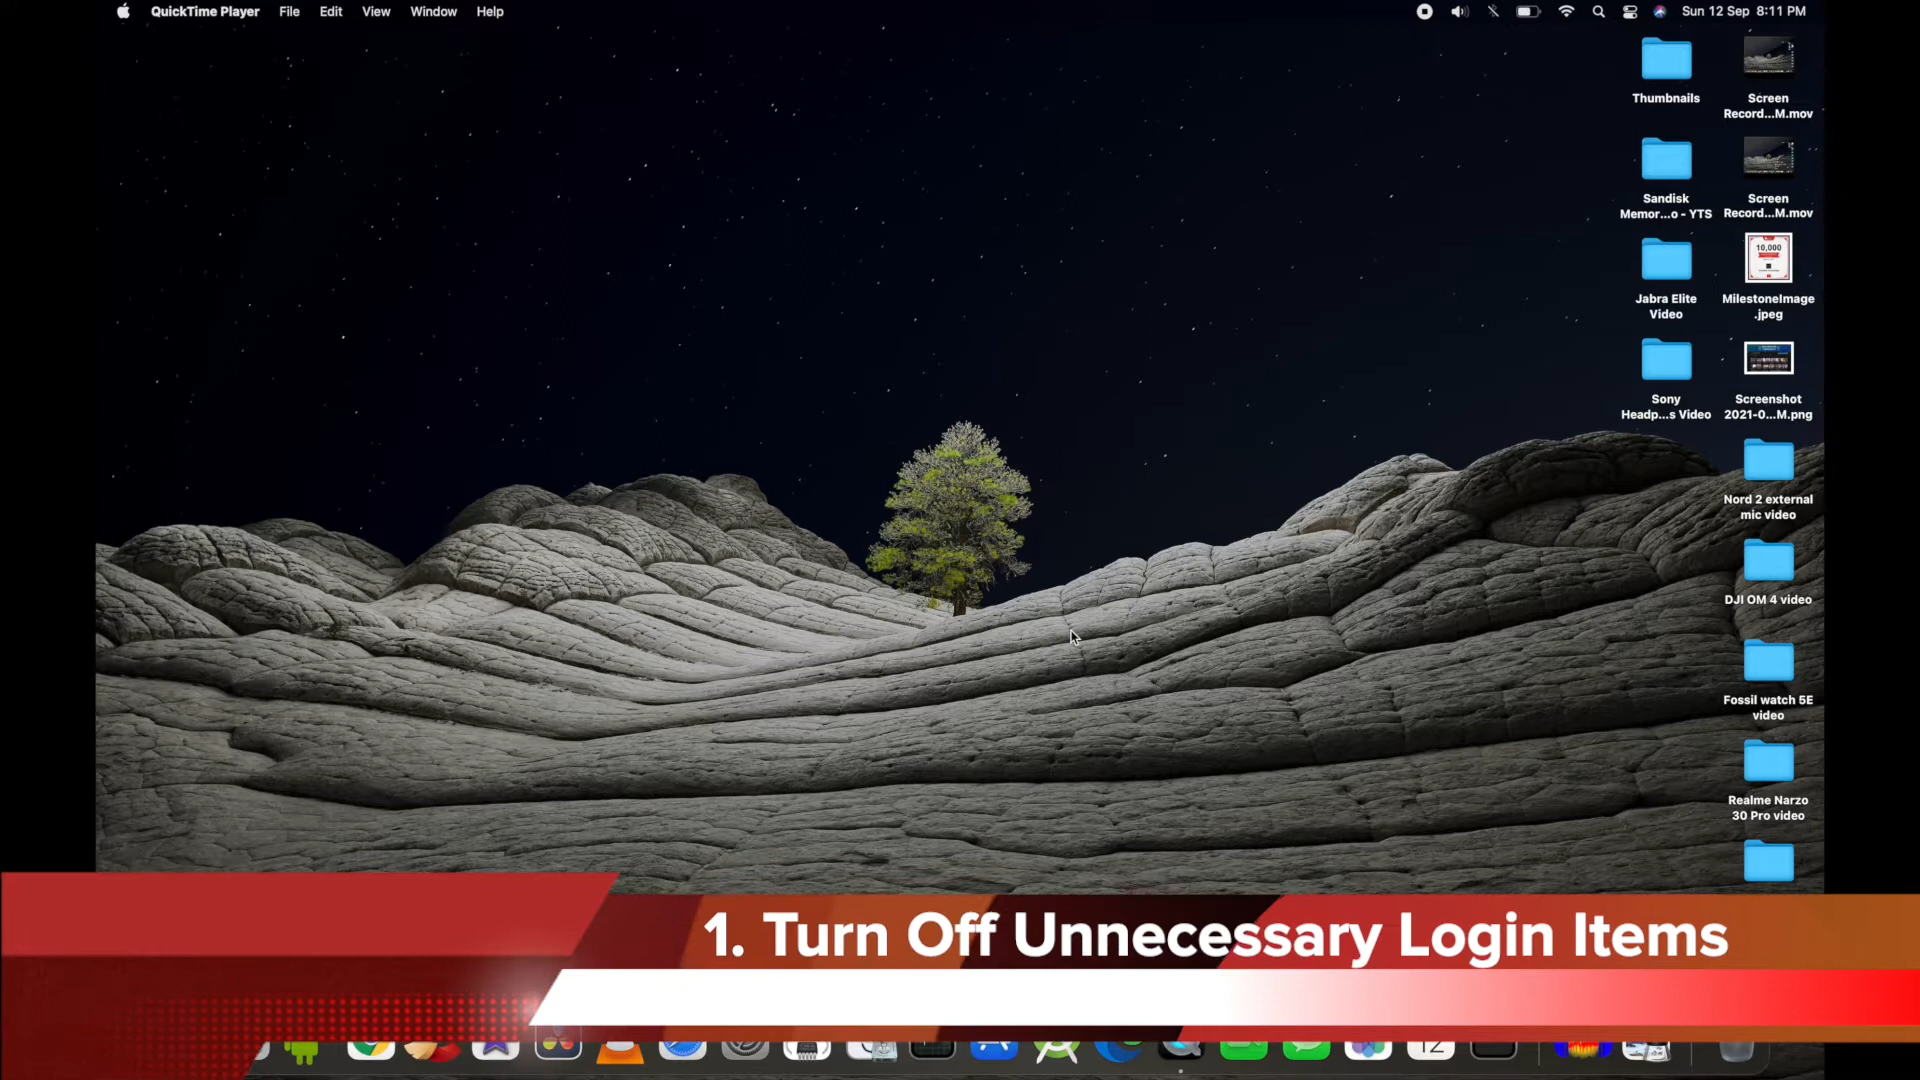 QuickTime Player File Edit View Window Help
Sun 12 Sep 8:11 PM
Thumbnails
Screen
Record...M.mov
Sandisk
Memor...o - YTS
Screen
Record...M.mov
10,000
Jabra Elite
Video
MilestoneImage
.jpeg
Sony
Headp...s Video
Screenshot
2021-0...M.png
Nord 2 external
mic video
DJI OM 4 video
Fossil watch 5E
video
Realme Narzo
30 Pro video
1. Turn Off Unnecessary Login Items
12